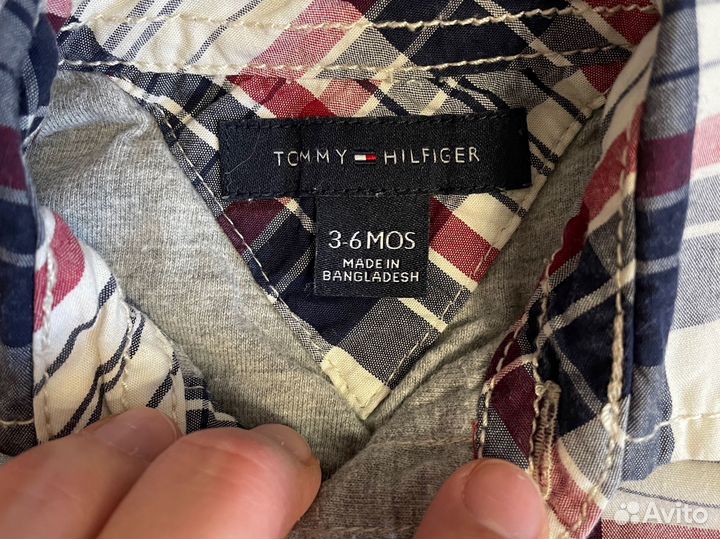 TOMMY HILFIGER
3-6 MOS
MADE IN
BANGLADESH
Avito